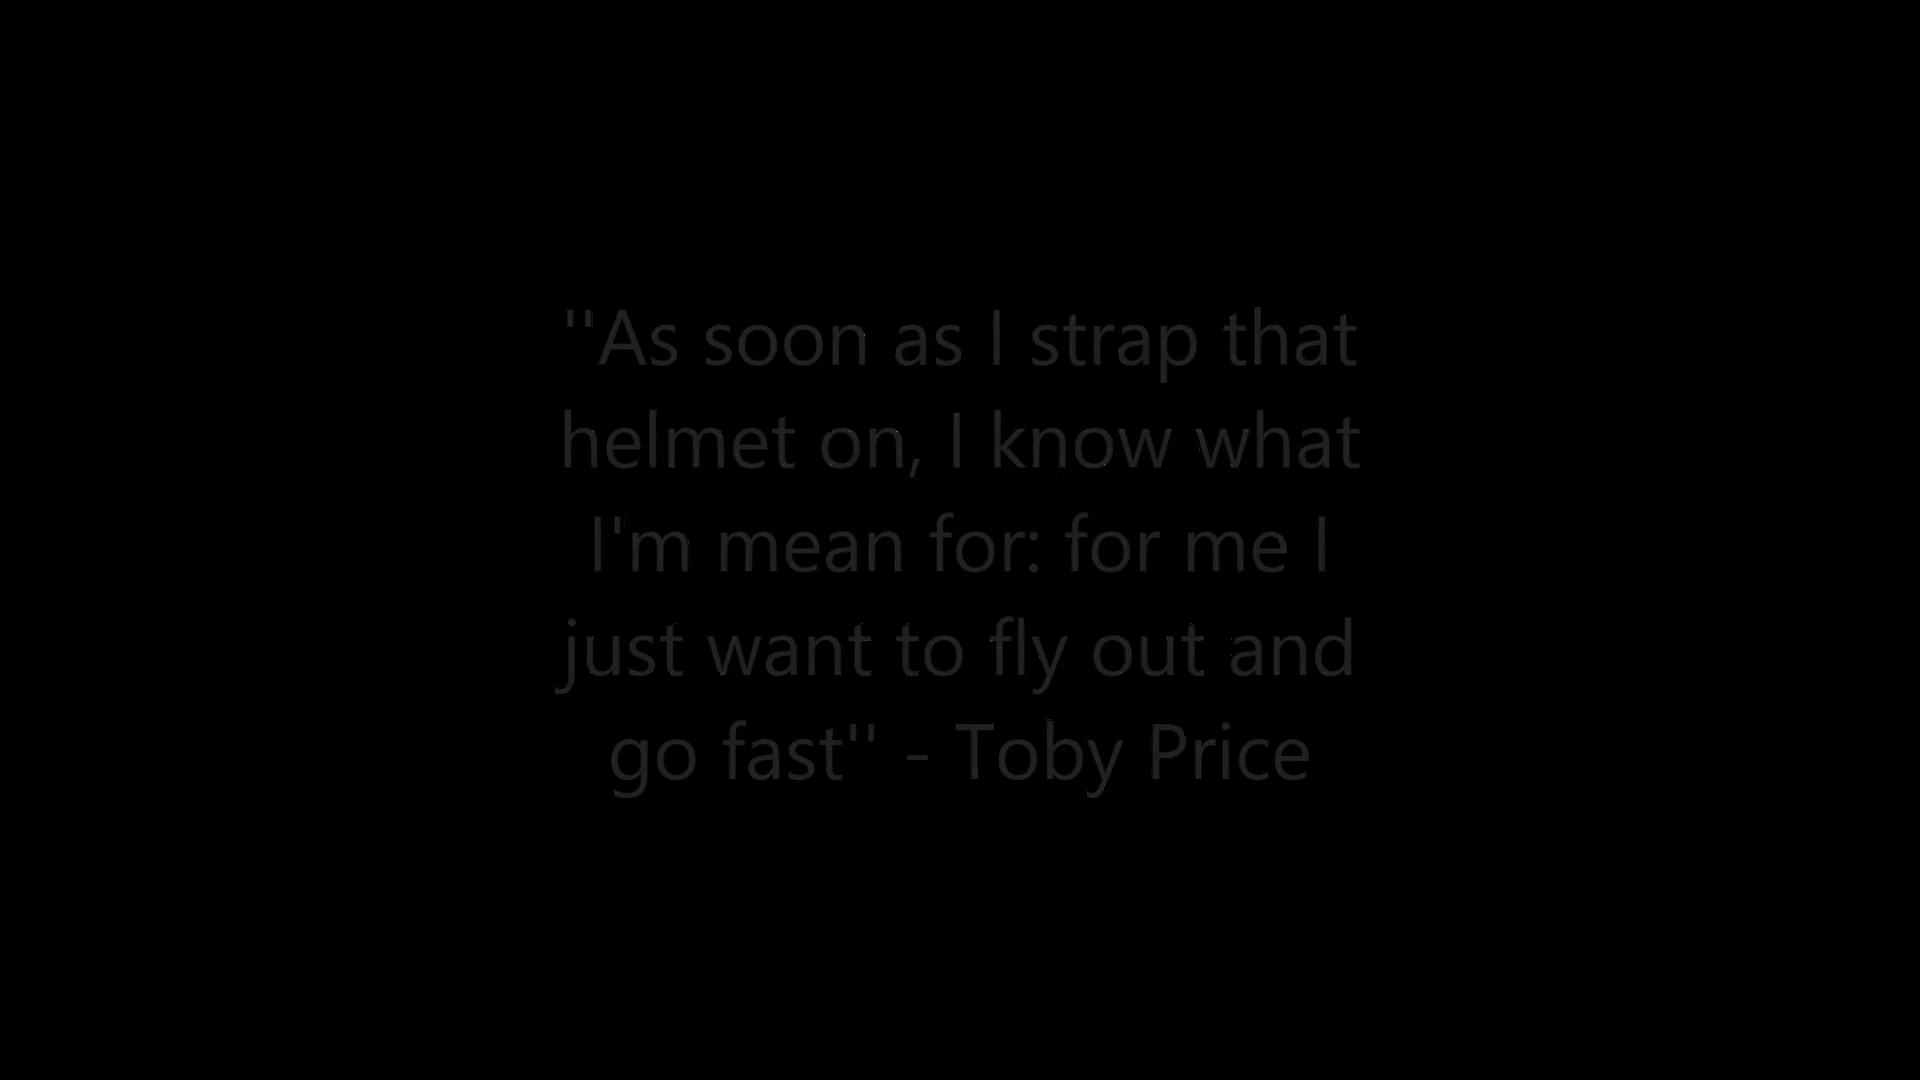 ''As soon as I strap that
helmet on, I know what
I'm mean for: for me I
just want to fly out and
go fast'' - Toby Price